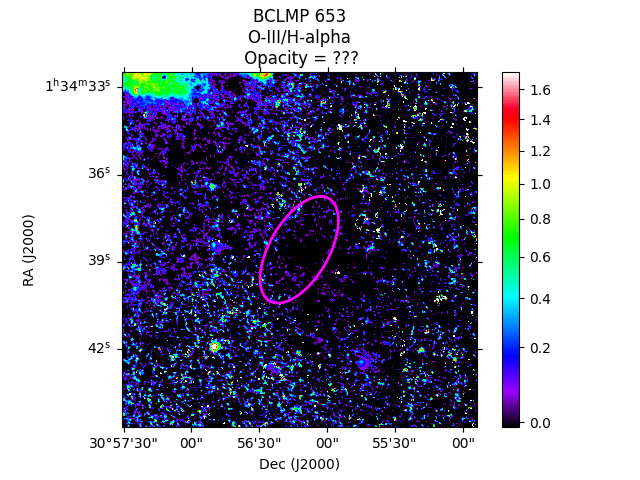 BCLMP 653
O-III/H-alpha
Opacity = ???
1ʰ34ᵐ33ˢ
36ˢ
39ˢ
42ˢ
RA (J2000)
30°57'30" 00" 56'30" 00" 55'30" 00"
Dec (J2000)
1.6
1.4
1.2
1.0
0.8
0.6
0.4
0.2
0.0